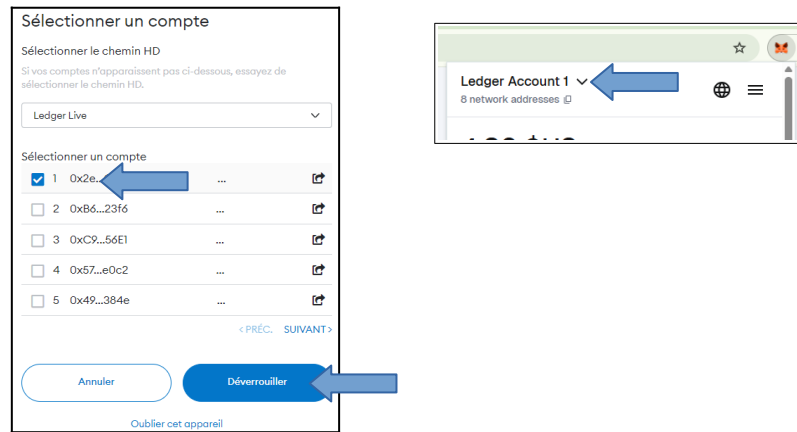 Sélectionner un compte
Sélectionner le chemin HD
Si vos comptes n'apparaissent pas ci-dessous, essayez de
sélectionner le chemin HD.
Ledger Live
Sélectionner un compte
1 0x2e... ...
2 0xB6...23f6 ...
3 0xC9...56E1 ...
4 0x57...e0c2 ...
5 0x49...384e ...
< PRÉC. SUIVANT >
Annuler Déverrouiller
Oublier cet appareil
Ledger Account 1
8 network addresses